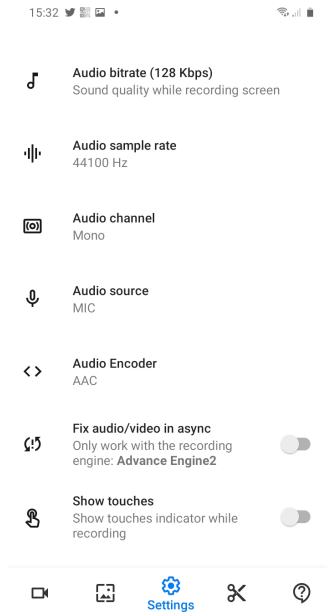 15:32
Audio bitrate (128 Kbps)
Sound quality while recording screen
Audio sample rate
44100 Hz
Audio channel
Mono
Audio source
MIC
Audio Encoder
AAC
Fix audio/video in async
Only work with the recording
engine: Advance Engine2
Show touches
Show touches indicator while
recording
Settings